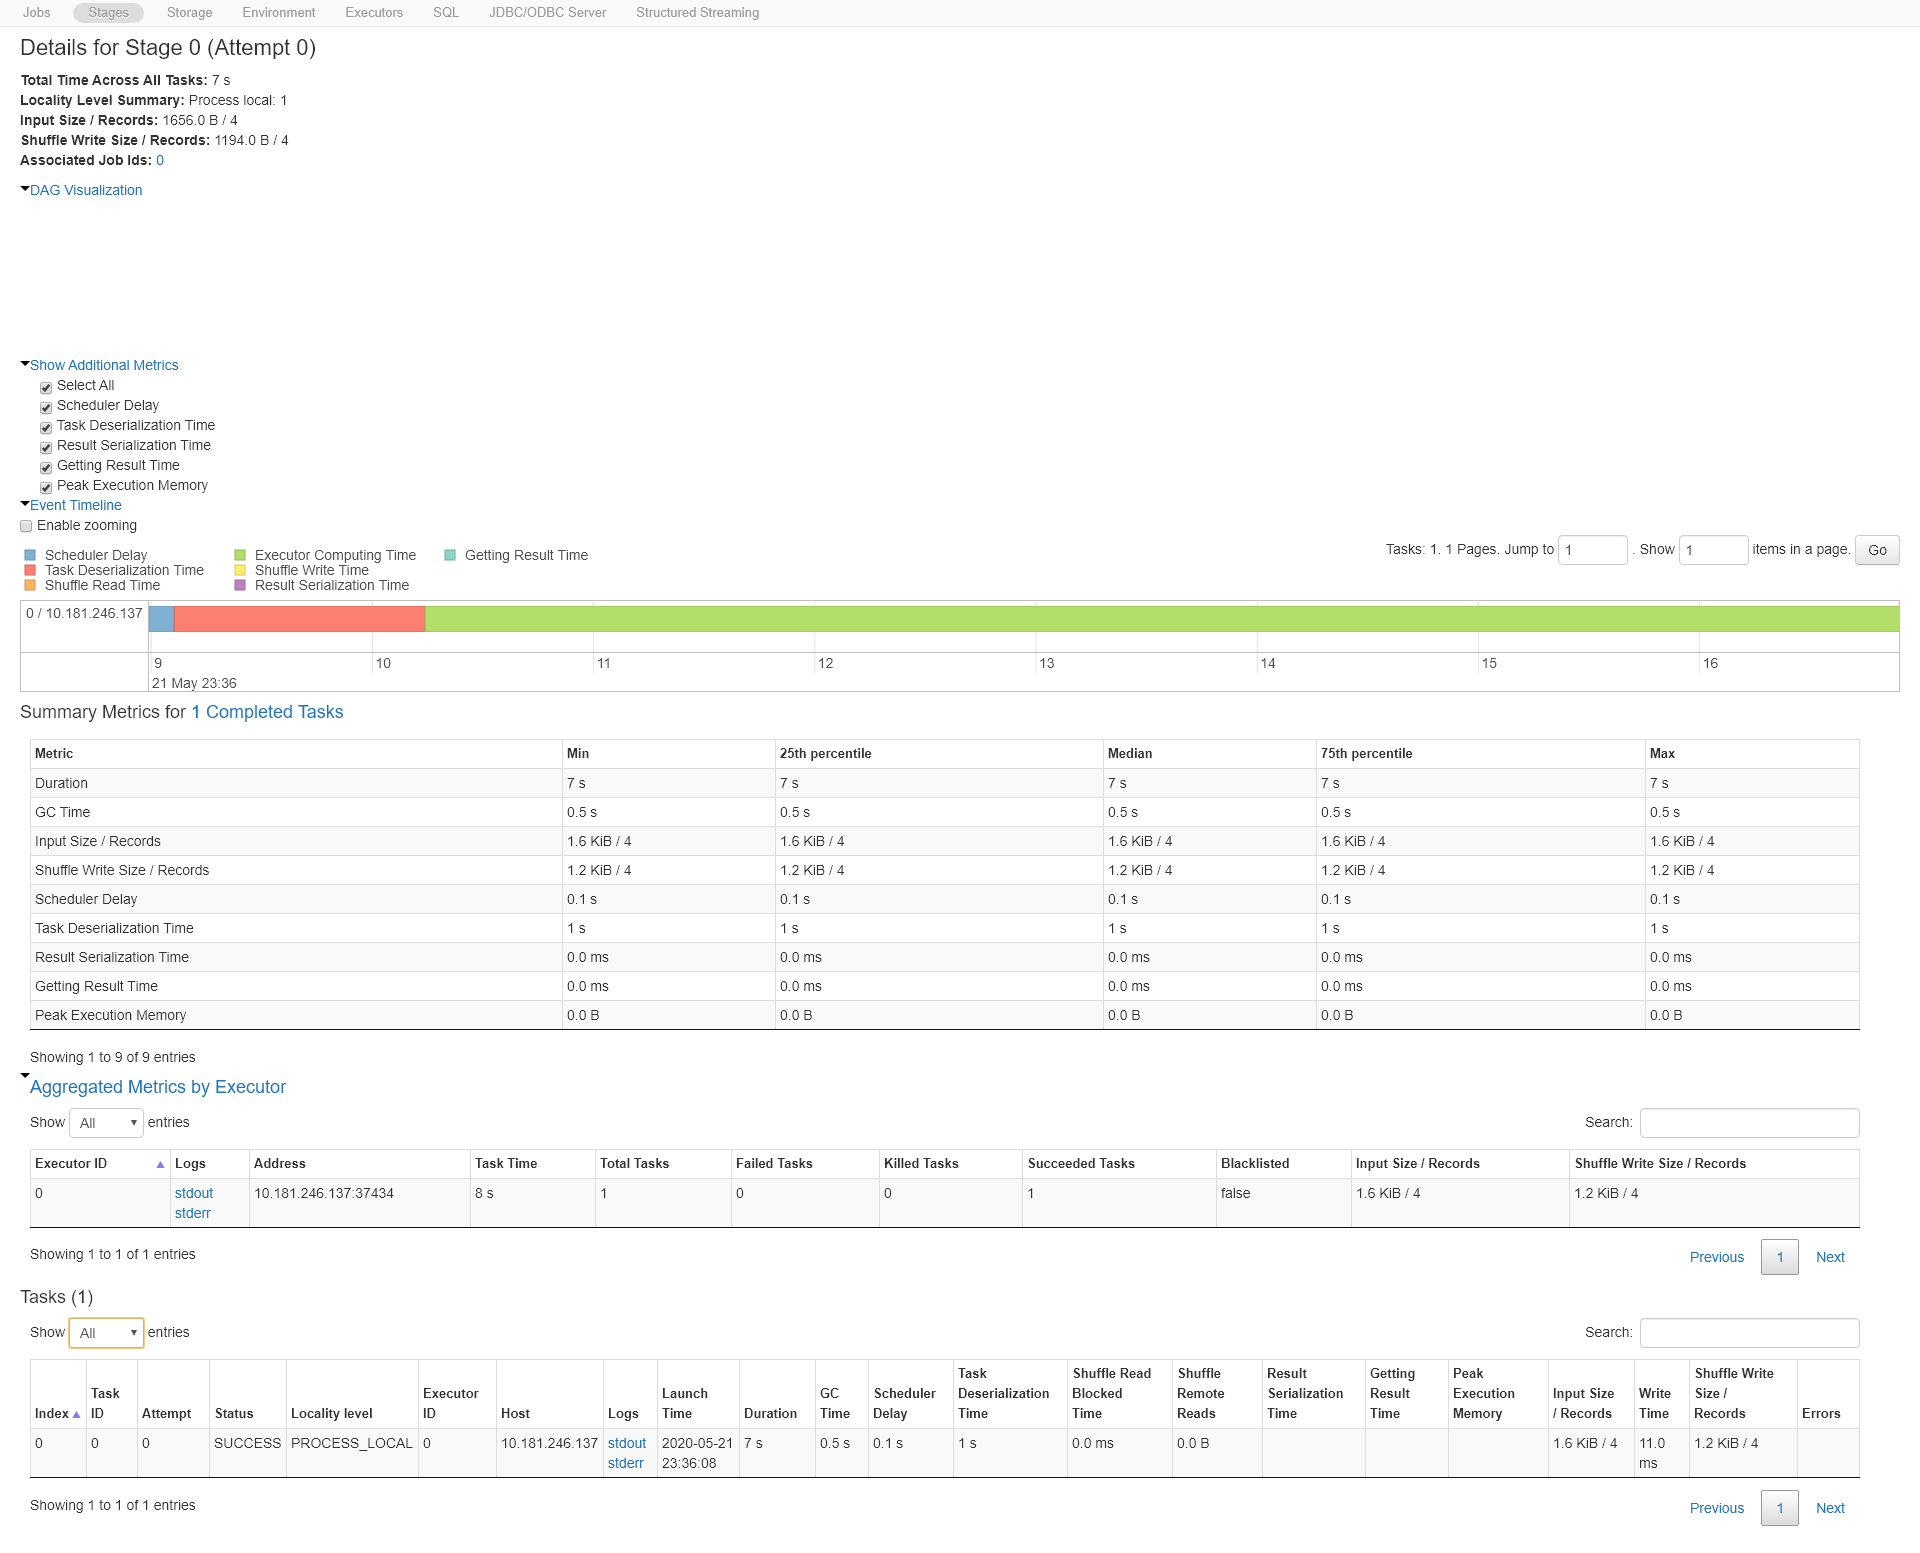 Jobs Stages Storage Environment Executors SQL JDBC/ODBC Server Structured Streaming
Details for Stage 0 (Attempt 0)
Total Time Across All Tasks: 7 s
Locality Level Summary: Process local: 1
Input Size / Records: 1656.0 B / 4
Shuffle Write Size / Records: 1194.0 B / 4
Associated Job Ids: 0
DAG Visualization
Show Additional Metrics
Select All
Scheduler Delay
Task Deserialization Time
Result Serialization Time
Getting Result Time
Peak Execution Memory
Event Timeline
Enable zooming
Tasks: 1. 1 Pages. Jump to 1 . Show 1 items in a page. Go
Scheduler Delay Executor Computing Time Getting Result Time
Task Deserialization Time Shuffle Write Time
Shuffle Read Time Result Serialization Time
0 / 10.181.246.137
9 10 11 12 13 14 15 16
21 May 23:36
Summary Metrics for 1 Completed Tasks
Metric Min 25th percentile Median 75th percentile Max
Duration 7 s 7 s 7 s 7 s 7 s
GC Time 0.5 s 0.5 s 0.5 s 0.5 s 0.5 s
Input Size / Records 1.6 KiB / 4 1.6 KiB / 4 1.6 KiB / 4 1.6 KiB / 4 1.6 KiB / 4
Shuffle Write Size / Records 1.2 KiB / 4 1.2 KiB / 4 1.2 KiB / 4 1.2 KiB / 4 1.2 KiB / 4
Scheduler Delay 0.1 s 0.1 s 0.1 s 0.1 s 0.1 s
Task Deserialization Time 1 s 1 s 1 s 1 s 1 s
Result Serialization Time 0.0 ms 0.0 ms 0.0 ms 0.0 ms 0.0 ms
Getting Result Time 0.0 ms 0.0 ms 0.0 ms 0.0 ms 0.0 ms
Peak Execution Memory 0.0 B 0.0 B 0.0 B 0.0 B 0.0 B
Showing 1 to 9 of 9 entries
Aggregated Metrics by Executor
Show All entries Search:
Executor ID Logs Address Task Time Total Tasks Failed Tasks Killed Tasks Succeeded Tasks Blacklisted Input Size / Records Shuffle Write Size / Records
0 stdout 10.181.246.137:37434 8 s 1 0 0 1 false 1.6 KiB / 4 1.2 KiB / 4
stderr
Showing 1 to 1 of 1 entries
Previous 1 Next
Tasks (1)
Show All entries Search:
Task Shuffle Read Shuffle Result Getting Peak Shuffle Write
Task Executor Launch GC Scheduler Deserialization Blocked Remote Serialization Result Execution Input Size Write Size /
Index ID Attempt Status Locality level ID Host Logs Time Duration Time Delay Time Time Reads Time Time Memory / Records Time Records Errors
0 0 0 SUCCESS PROCESS_LOCAL 0 10.181.246.137 stdout 2020-05-21 7 s 0.5 s 0.1 s 1 s 0.0 ms 0.0 B 1.6 KiB / 4 11.0 1.2 KiB / 4
stderr 23:36:08 ms
Showing 1 to 1 of 1 entries
Previous 1 Next